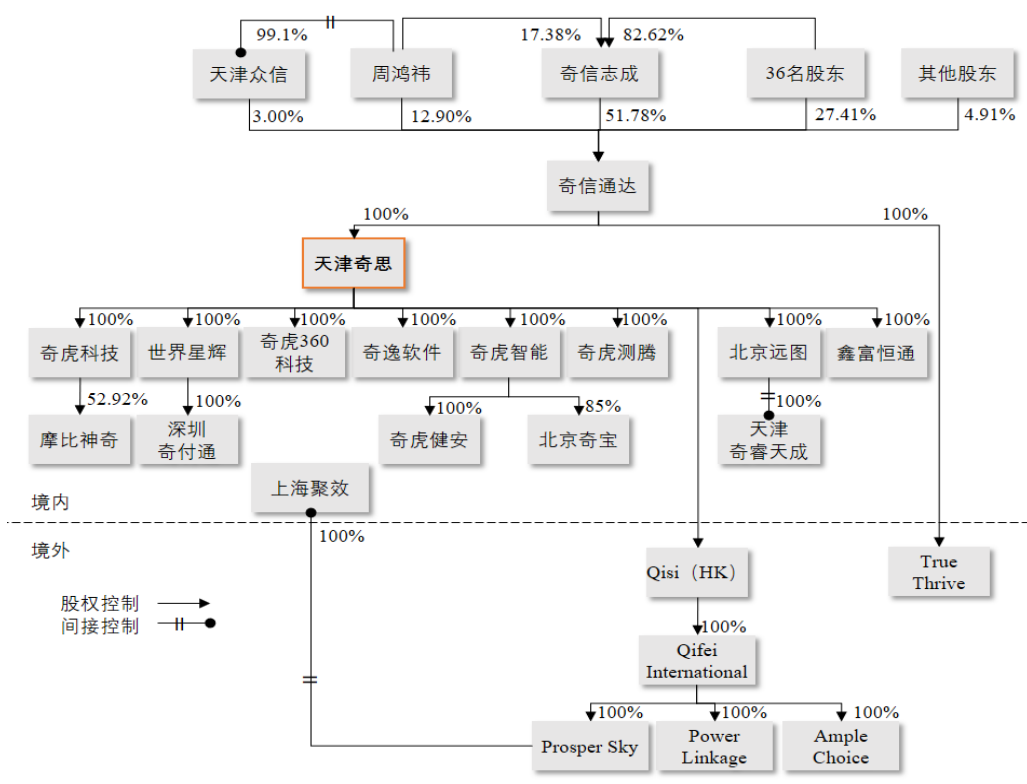 99.1%
17.38%
82.62%
天津众信
周鸿祎
奇信志成
36名股东
其他股东
3.00%
12.90%
51.78%
27.41%
4.91%
奇信通达
100%
100%
天津奇思
100%
100%
100%
100%
100%
100%
100%
100%
奇虎科技
世界星辉
奇虎360
科技
奇逸软件
奇虎智能
奇虎测腾
北京远图
鑫富恒通
52.92%
100%
100%
85%
100%
摩比神奇
深圳
奇付通
奇虎健安
北京奇宝
天津
奇睿天成
上海聚效
境内
100%
境外
Qisi（HK）
True
Thrive
股权控制
间接控制
100%
Qifei
International
100%
100%
100%
Prosper Sky
Power
Linkage
Ample
Choice